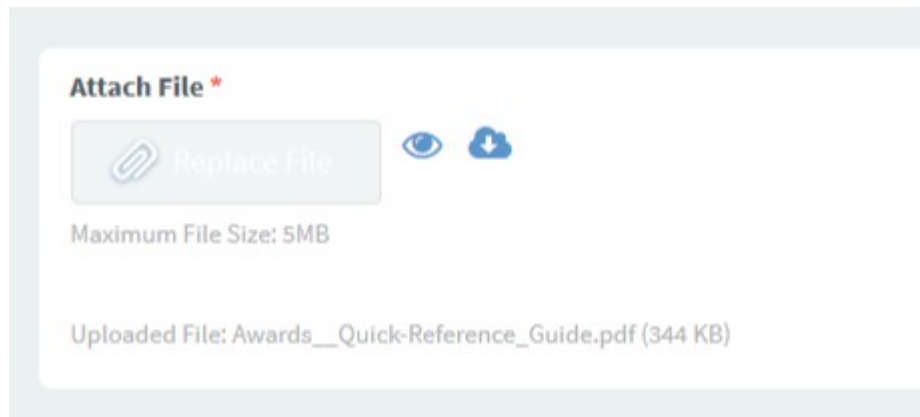 Attach File *
Replace File
Maximum File Size: 5MB
Uploaded File: Awards__Quick-Reference_Guide.pdf (344 KB)